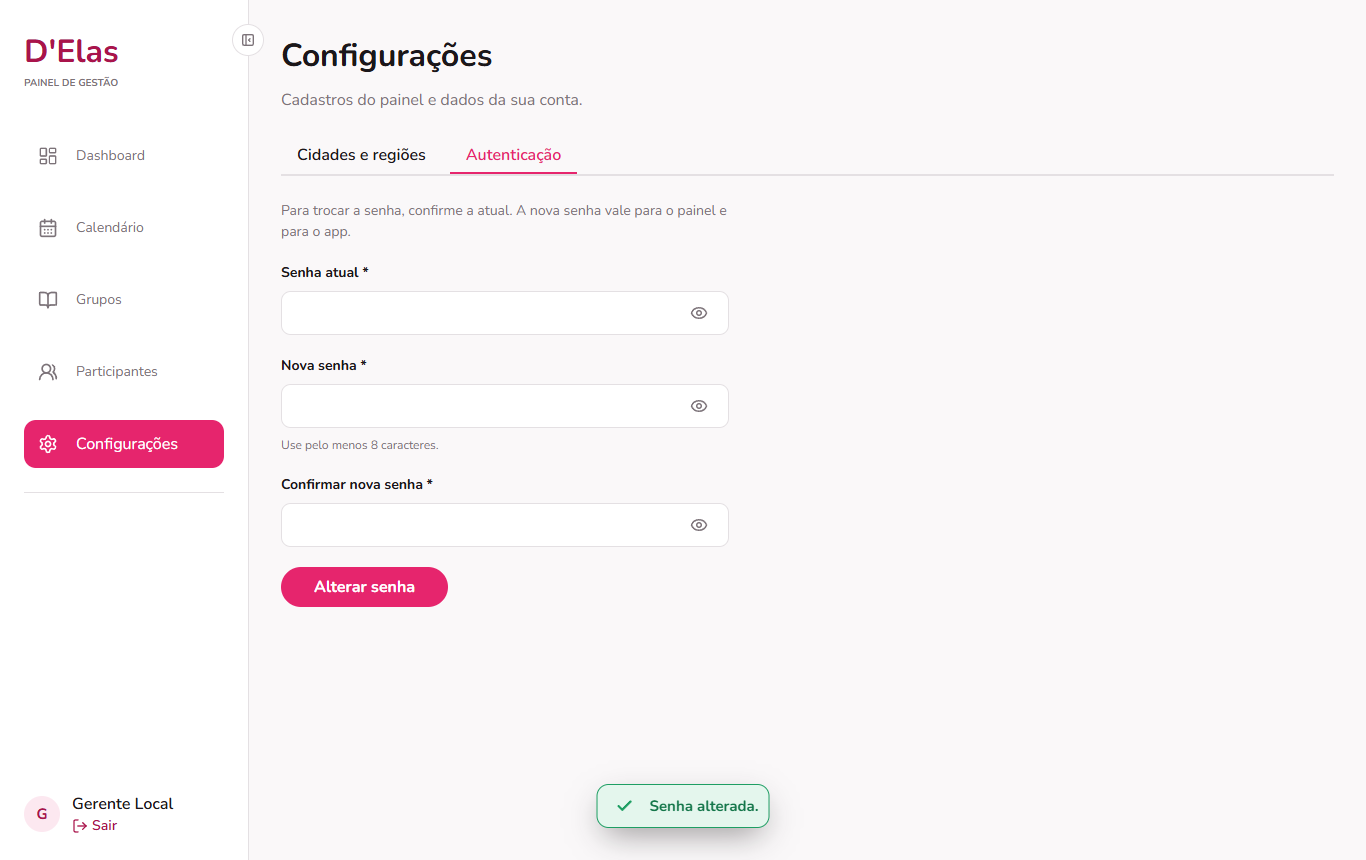 D'Elas
PAINEL DE GESTÃO
Dashboard
Calendário
Grupos
Participantes
Configurações
G
Gerente Local
Sair
Configurações
Cadastros do painel e dados da sua conta.
Cidades e regiões
Autenticação
Para trocar a senha, confirme a atual. A nova senha vale para o painel e
para o app.
Senha atual *
Nova senha *
Use pelo menos 8 caracteres.
Confirmar nova senha *
Alterar senha
Senha alterada.